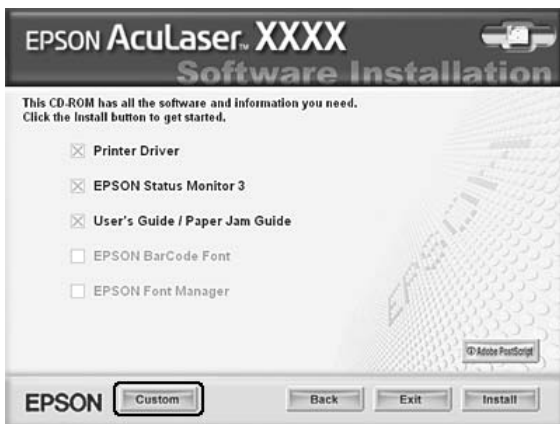 EPSON AcuLaser™ XXXX
Software Installation
This CD-ROM has all the software and information you need.
Click the Install button to get started.
Printer Driver
EPSON Status Monitor 3
User's Guide / Paper Jam Guide
EPSON BarCode Font
EPSON Font Manager
EPSON
Adobe PostScript
EPSON Custom Back Exit Install